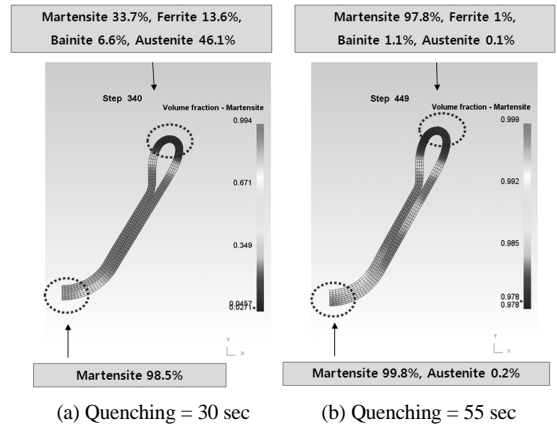 Martensite 33.7%, Ferrite 13.6%,
Bainite 6.6%, Austenite 46.1%
Step 340
Volume fraction - Martensite
0.994
0.671
0.349
0.0457
0.0271
Y
X
Martensite 98.5%
(a) Quenching = 30 sec
Martensite 97.8%, Ferrite 1%,
Bainite 1.1%, Austenite 0.1%
Step 449
Volume fraction - Martensite
0.999
0.992
0.985
0.978
0.978
Y
X
Martensite 99.8%, Austenite 0.2%
(b) Quenching = 55 sec